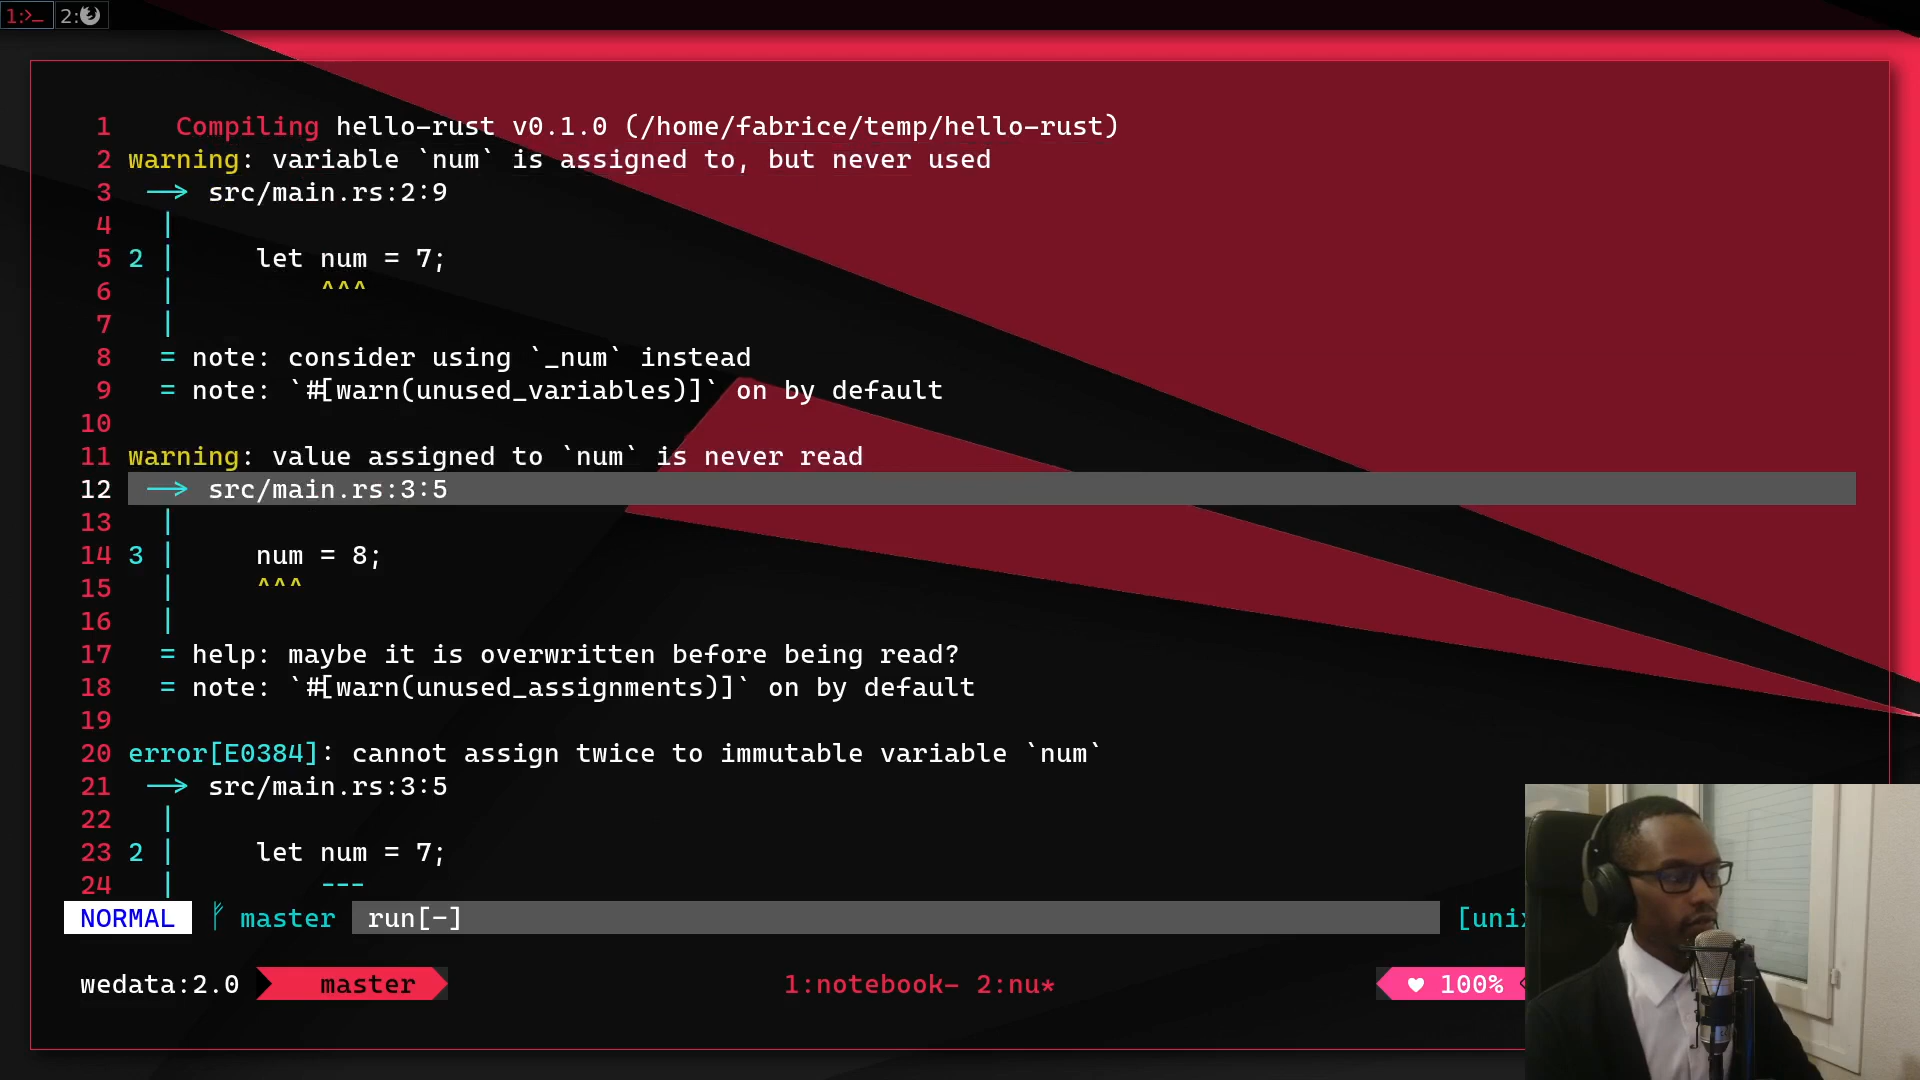 1:>_ 2:
1 Compiling hello-rust v0.1.0 (/home/fabrice/temp/hello-rust)
2 warning: variable `num` is assigned to, but never used
3 --> src/main.rs:2:9
4 |
5 2 | let num = 7;
6 | ^^^
7 |
8 = note: consider using `_num` instead
9 = note: `#[warn(unused_variables)]` on by default
10
11 warning: value assigned to `num` is never read
12 --> src/main.rs:3:5
13 |
14 3 | num = 8;
15 | ^^^
16 |
17 = help: maybe it is overwritten before being read?
18 = note: `#[warn(unused_assignments)]` on by default
19
20 error[E0384]: cannot assign twice to immutable variable `num`
21 --> src/main.rs:3:5
22 |
23 2 | let num = 7;
24 | ---
NORMAL master run[-] [unix
wedata:2.0 master 1:notebook- 2:nu* ♥ 100%